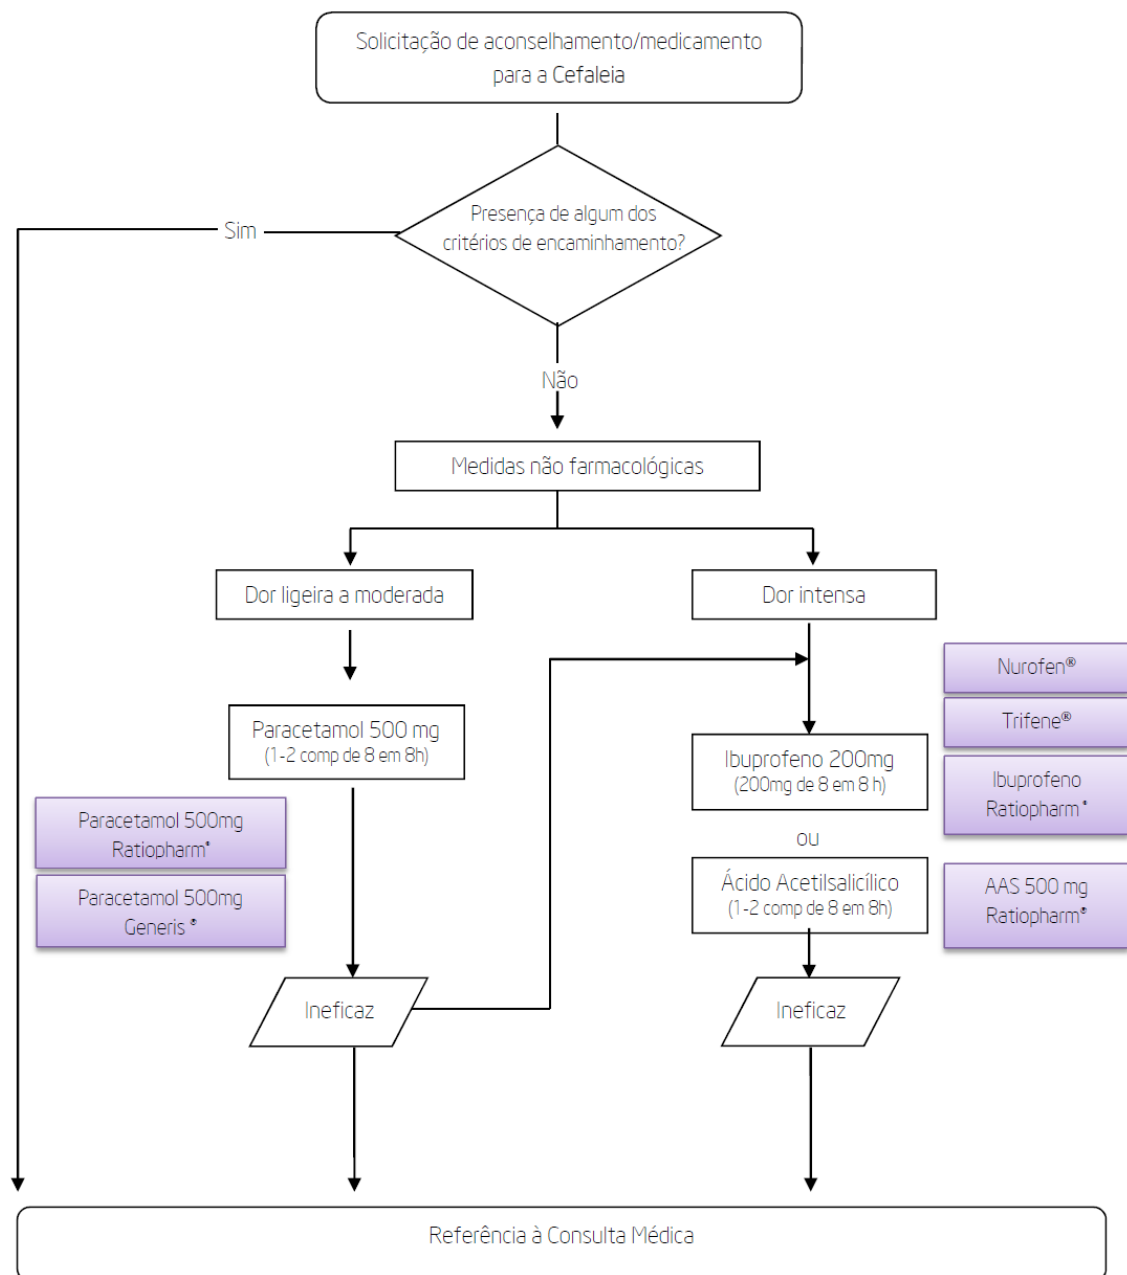 Solicitação de aconselhamento/medicamento
para a Cefaleia
Presença de algum dos
critérios de encaminhamento?
Sim
Não
Medidas não farmacológicas
Dor ligeira a moderada
Dor intensa
Nurofen®
Trifene®
Paracetamol 500 mg
(1-2 comp de 8 em 8h)
Ibuprofeno 200mg
(200mg de 8 em 8 h)
Ibuprofeno
Ratiopharm®
Paracetamol 500mg
Ratiopharm®
ou
Paracetamol 500mg
Generis ®
Ácido Acetilsalicílico
(1-2 comp de 8 em 8h)
AAS 500 mg
Ratiopharm®
Ineficaz
Ineficaz
Referência à Consulta Médica